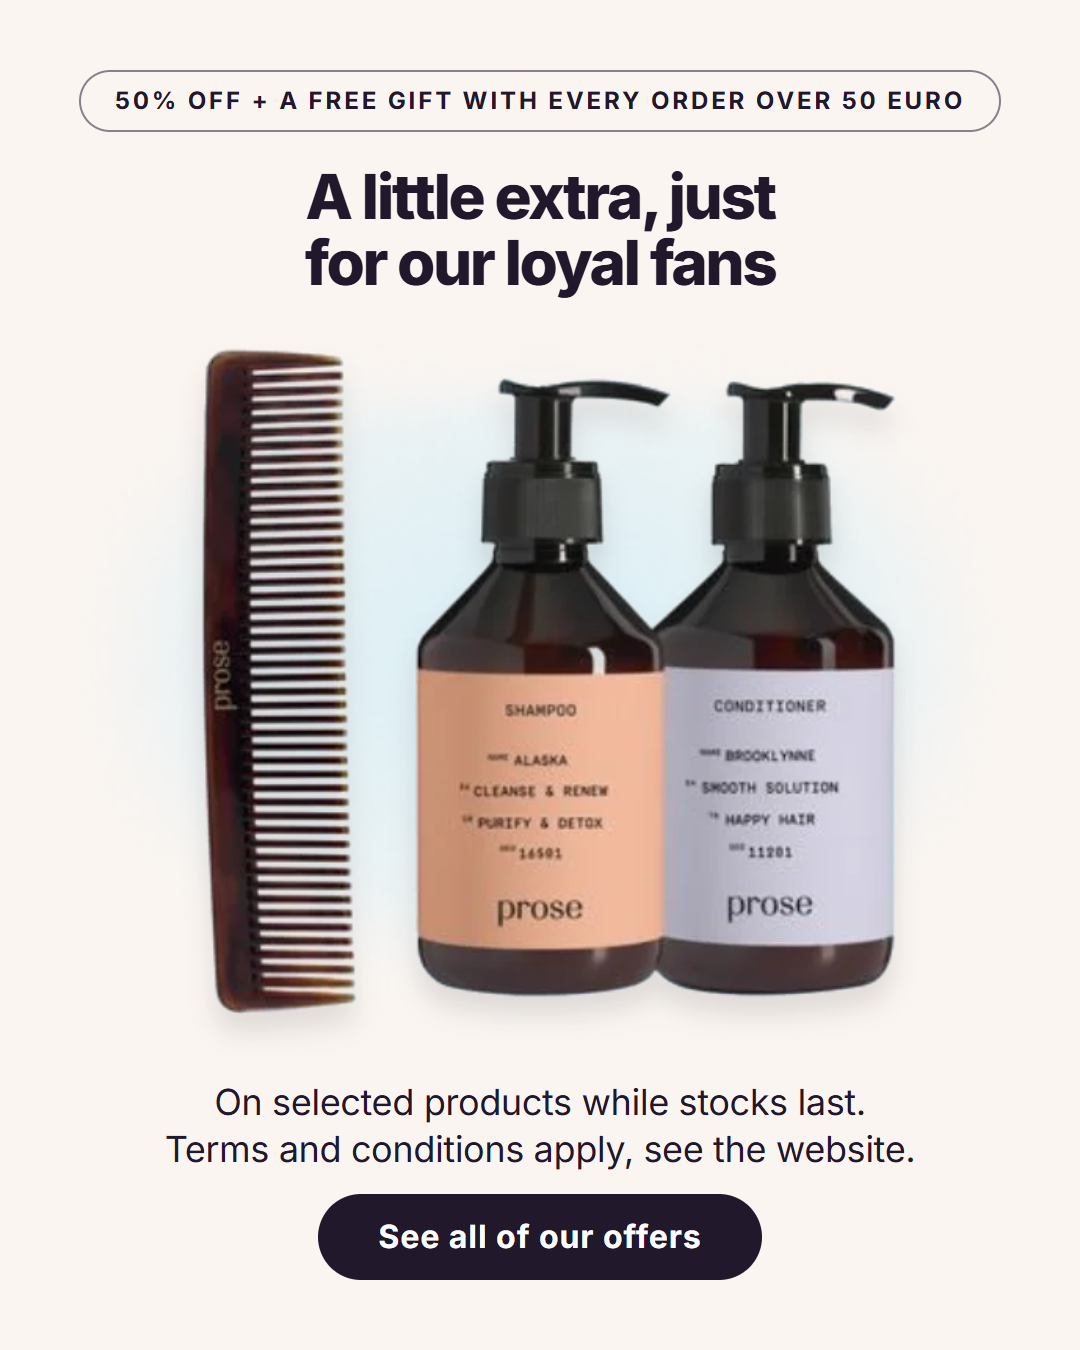 50% OFF + A FREE GIFT WITH EVERY ORDER OVER 50 EURO
A little extra, just
for our loyal fans
prose
SHAMPOO
NAME ALASKA
CLEANSE & RENEW
PURIFY & DETOX
16501
prose
CONDITIONER
NAME BROOKLYNNE
SMOOTH SOLUTION
HAPPY HAIR
11201
prose
On selected products while stocks last.
Terms and conditions apply, see the website.
See all of our offers